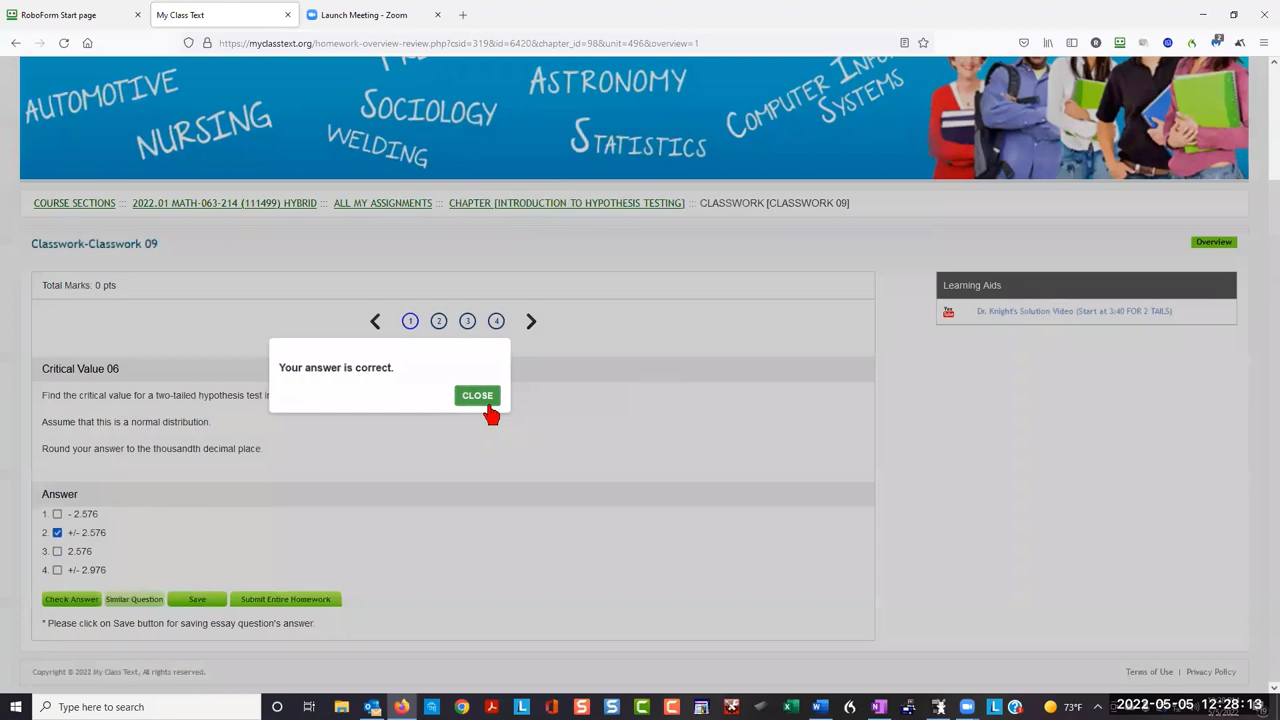 RoboForm Start page
My Class Text
Launch Meeting - Zoom
https://myclasstext.org/homework-overview-review.php?csid=319&id=6420&chapter_id=98&unit=496&overview=1
2
AUTOMOTIVE
NURSING
SOCIOLOGY
WELDING
ASTRONOMY
STATISTICS
COMPUTER
SYSTEMS
COURSE SECTIONS ::: 2022.01 MATH-063-214 (111499) HYBRID ::: ALL MY ASSIGNMENTS ::: CHAPTER [INTRODUCTION TO HYPOTHESIS TESTING] ::: CLASSWORK [CLASSWORK 09]
Classwork-Classwork 09
Overview
Total Marks: 0 pts
Learning Aids
You Tube
Dr. Knight's Solution Video (Start at 3:40 FOR 2 TAILS)
1 2 3 4
Your answer is correct.
CLOSE
Critical Value 06
Find the critical value for a two-tailed hypothesis test
Assume that this is a normal distribution.
Round your answer to the thousandth decimal place.
Answer
1. - 2.576
2. +/- 2.576
3. 2.576
4. +/- 2.976
Check Answer Similar Question Save Submit Entire Homework
* Please click on Save button for saving essay question's answer.
Copyright © 2022 My Class Text, All rights reserved.
Terms of Use | Privacy Policy
Type here to search
73°F
2022-05-05 12:28:13